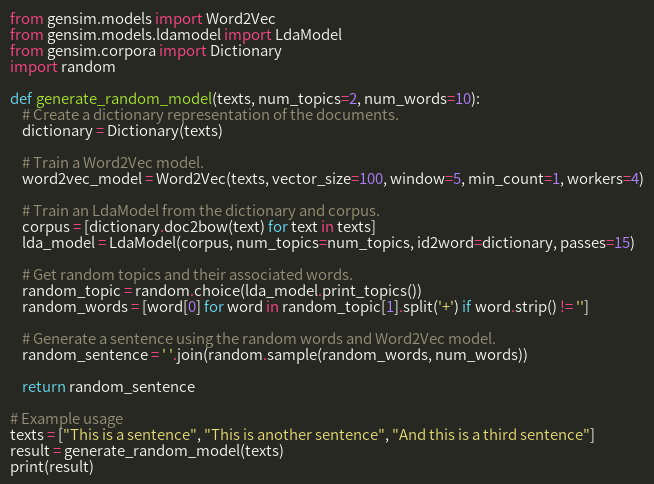 from gensim.models import Word2Vec
from gensim.models.ldamodel import LdaModel
from gensim.corpora import Dictionary
import random

def generate_random_model(texts, num_topics=2, num_words=10):
    # Create a dictionary representation of the documents.
    dictionary = Dictionary(texts)

    # Train a Word2Vec model.
    word2vec_model = Word2Vec(texts, vector_size=100, window=5, min_count=1, workers=4)

    # Train an LdaModel from the dictionary and corpus.
    corpus = [dictionary.doc2bow(text) for text in texts]
    lda_model = LdaModel(corpus, num_topics=num_topics, id2word=dictionary, passes=15)

    # Get random topics and their associated words.
    random_topic = random.choice(lda_model.print_topics())
    random_words = [word[0] for word in random_topic[1].split('+') if word.strip() != '']

    # Generate a sentence using the random words and Word2Vec model.
    random_sentence = ' '.join(random.sample(random_words, num_words))

    return random_sentence

# Example usage
texts = ["This is a sentence", "This is another sentence", "And this is a third sentence"]
result = generate_random_model(texts)
print(result)